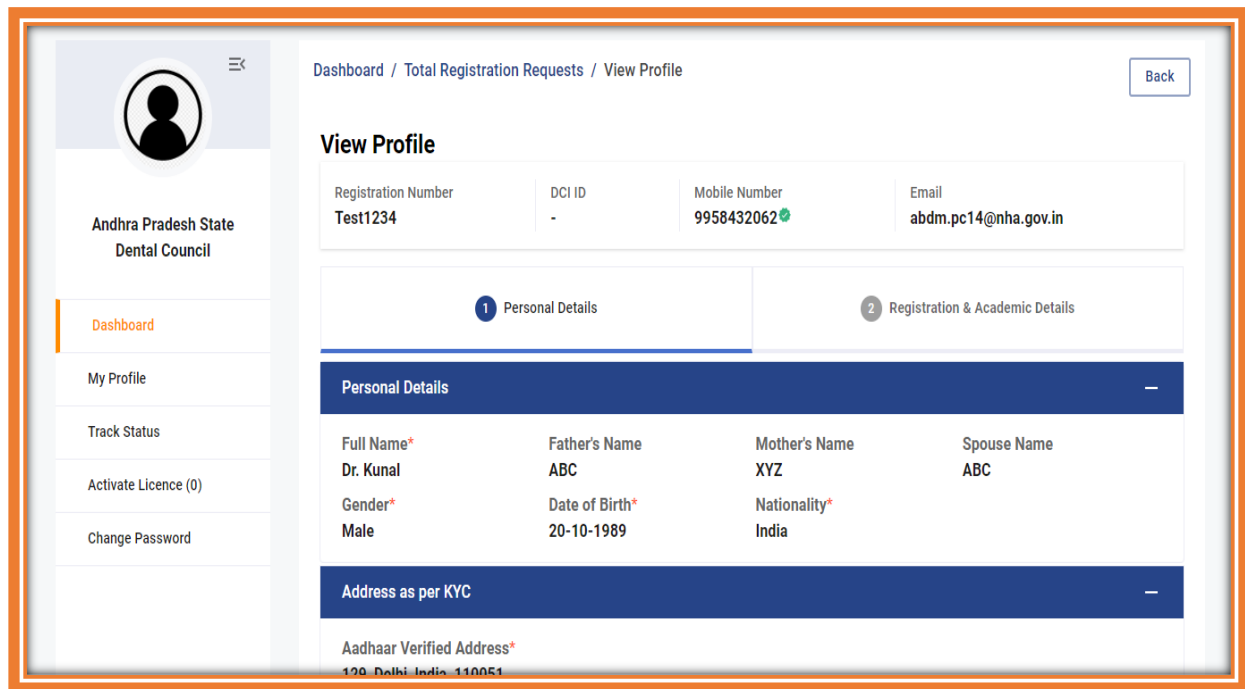 Dashboard / Total Registration Requests / View Profile
Back
View Profile
Registration Number DCI ID Mobile Number Email
Test1234 - 9958432062 abdm.pc14@nha.gov.in
Andhra Pradesh State
Dental Council
Dashboard
My Profile
Track Status
Activate Licence (0)
Change Password
1 Personal Details 2 Registration & Academic Details
Personal Details
Full Name* Father's Name Mother's Name Spouse Name
Dr. Kunal ABC XYZ ABC
Gender* Date of Birth* Nationality*
Male 20-10-1989 India
Address as per KYC
Aadhaar Verified Address*
129, Delhi, India, 110051